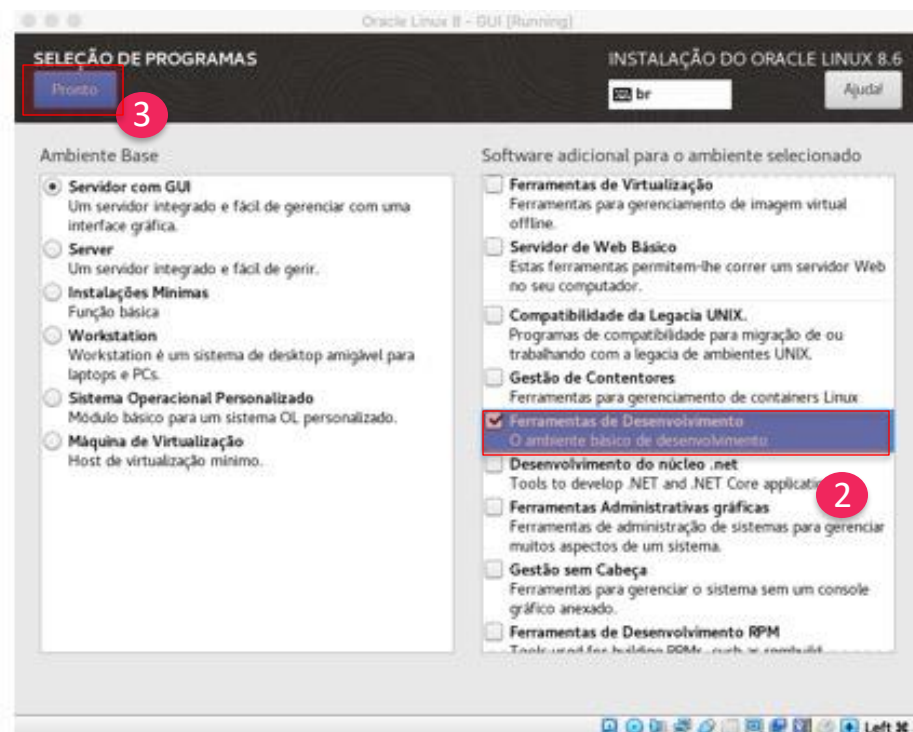 Oracle Linux 8 - GUI [Running]
SELEÇÃO DE PROGRAMAS
INSTALAÇÃO DO ORACLE LINUX 8.6
Pronto
br
Ajuda!
3
Ambiente Base
Servidor com GUI
Um servidor integrado e fácil de gerenciar com uma
interface gráfica.
Server
Um servidor integrado e fácil de gerir.
Instalações Minimas
Função básica
Workstation
Workstation é um sistema de desktop amigável para
laptops e PCs.
Sistema Operacional Personalizado
Módulo básico para um sistema OL personalizado.
Máquina de Virtualização
Host de virtualização mínimo.
Software adicional para o ambiente selecionado
Ferramentas de Virtualização
Ferramentas para gerenciamento de imagem virtual
offline.
Servidor de Web Básico
Estas ferramentas permitem-lhe correr um servidor Web
no seu computador.
Compatibilidade da Legacia UNIX.
Programas de compatibilidade para migração de ou
trabalhando com a legacia de ambientes UNIX.
Gestão de Contentores
Ferramentas para gerenciamento de containers Linux
Ferramentas de Desenvolvimento
O ambiente básico de desenvolvimento
Desenvolvimento do núcleo .net
Tools to develop .NET and .NET Core
2
Ferramentas Administrativas gráficas
Ferramentas de administração de sistemas para gerenciar
muitos aspectos de um sistema.
Gestão sem Cabeça
Ferramentas para gerenciar o sistema sem um console
gráfico anexado.
Ferramentas de Desenvolvimento RPM
Tools used for building RPMs, such as rpmbuild
Left ⌘